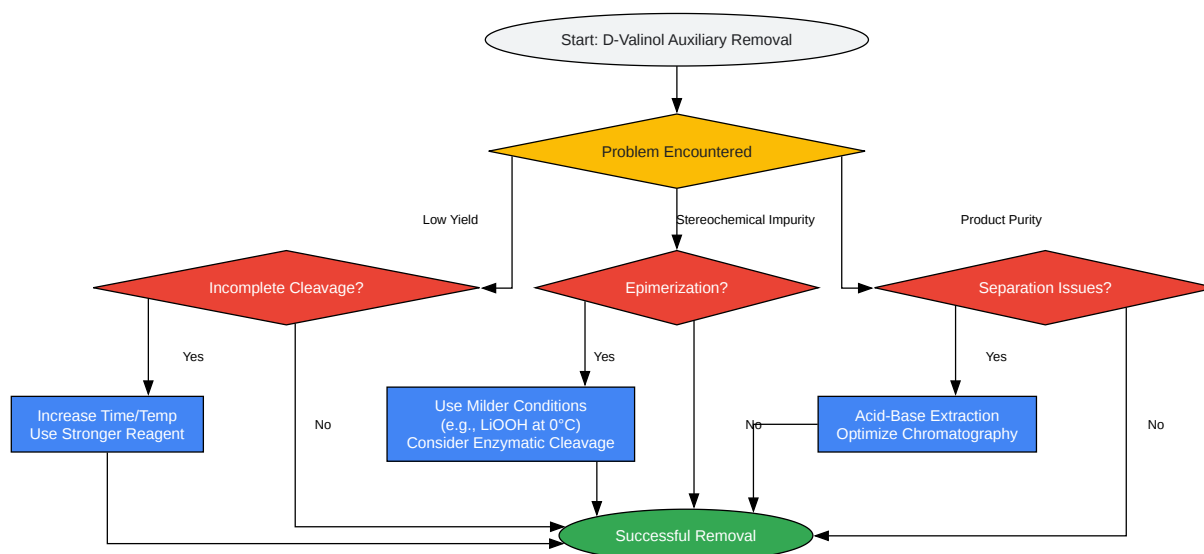 Start: D-Valinol Auxiliary Removal
Problem Encountered
Low Yield
Stereochemical Impurity
Product Purity
Incomplete Cleavage?
Epimerization?
Separation Issues?
Yes
Yes
Yes
Increase Time/Temp
Use Stronger Reagent
No
Use Milder Conditions
(e.g., LiOOH at 0°C)
Consider Enzymatic Cleavage
No
Acid-Base Extraction
Optimize Chromatography
No
Successful Removal